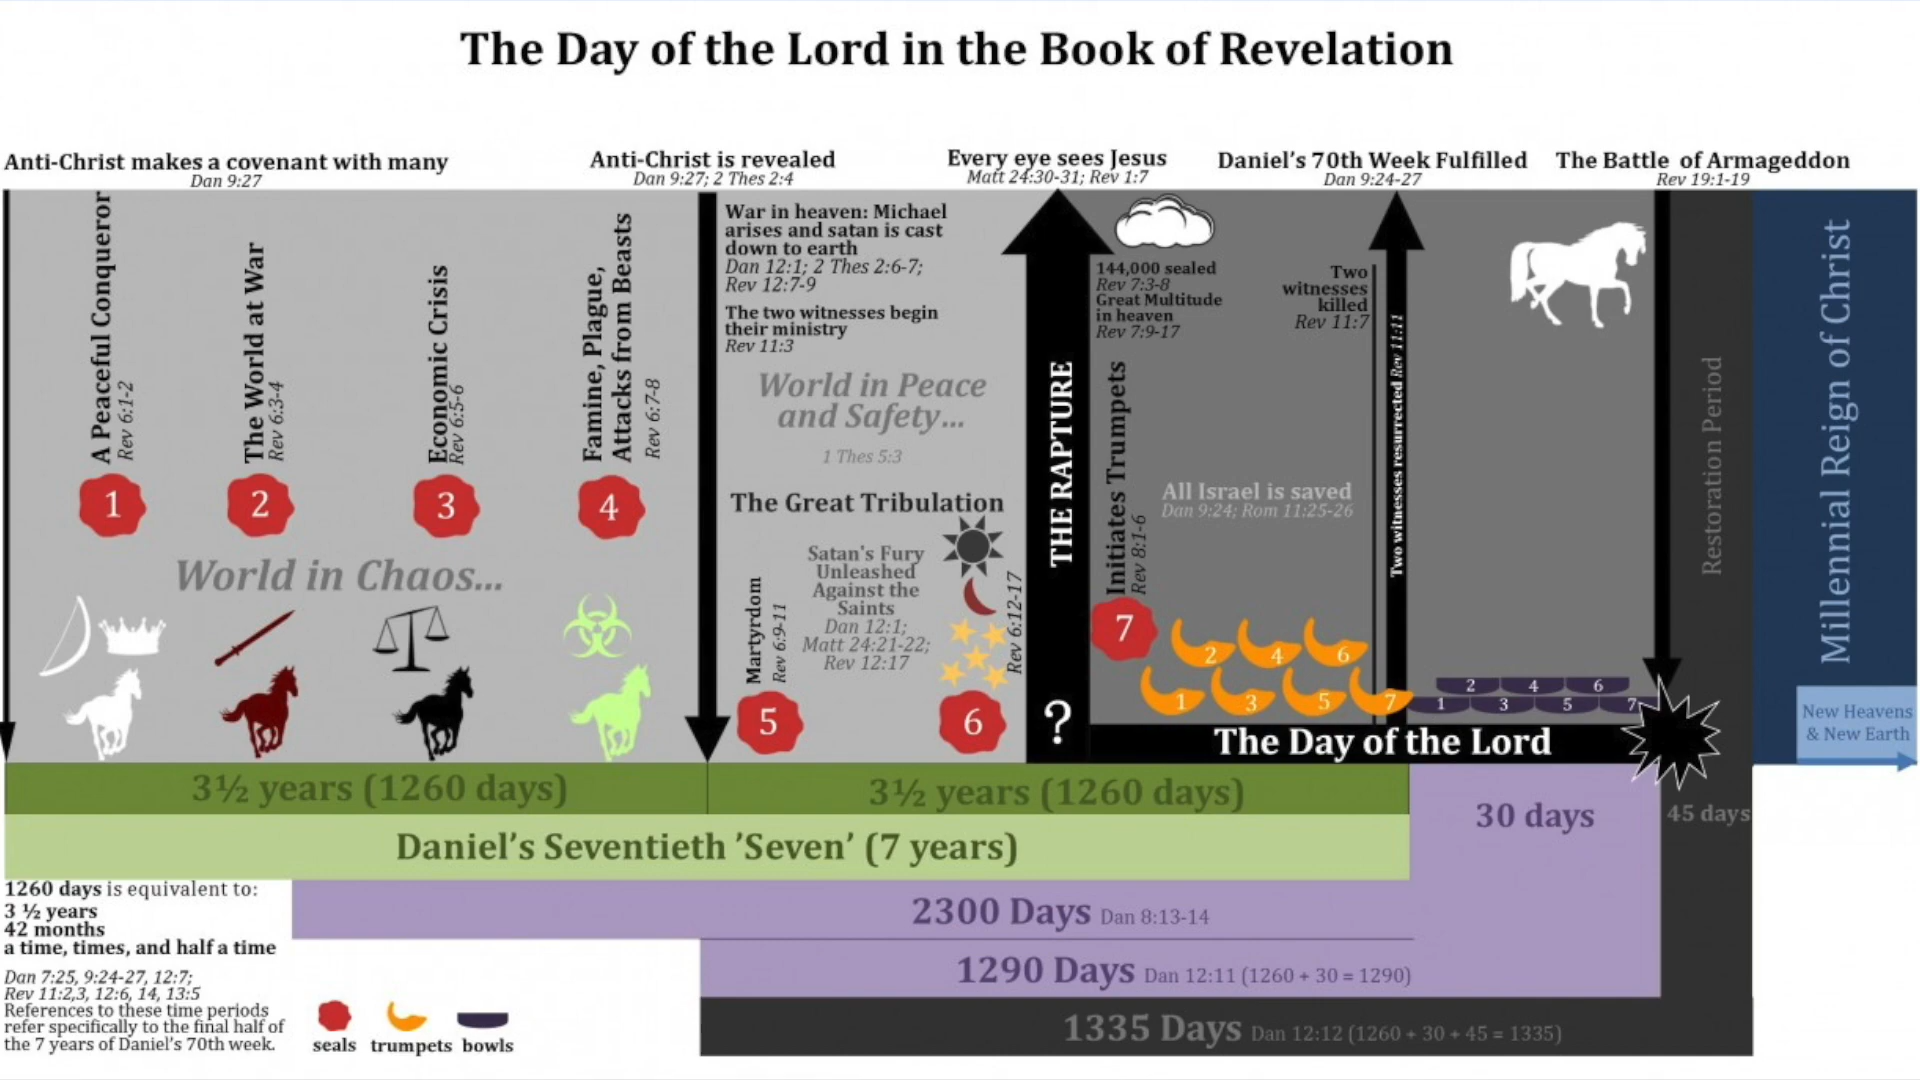 The Day of the Lord in the Book of Revelation
Anti-Christ makes a covenant with many
Dan 9:27
Anti-Christ is revealed
Dan 9:27; 2 Thes 2:4
Every eye sees Jesus
Matt 24:30-31; Rev 1:7
Daniel's 70th Week Fulfilled
Dan 9:24-27
The Battle of Armageddon
Rev 19:1-19
A Peaceful Conqueror
Rev 6:1-2
1
The World at War
Rev 6:3-4
2
Economic Crisis
Rev 6:5-6
3
Famine, Plague,
Attacks from Beasts
Rev 6:7-8
4
World in Chaos...
War in heaven: Michael
arises and satan is cast
down to earth
Dan 12:1; 2 Thes 2:6-7;
Rev 12:7-9
The two witnesses begin
their ministry
Rev 11:3
World in Peace
and Safety...
1 Thes 5:3
The Great Tribulation
Satan's Fury
Unleashed
Against the
Saints
Dan 12:1;
Matt 24:21-22;
Rev 12:17
Martyrdom
Rev 6:9-11
5
Rev 6:12-17
6
THE RAPTURE
?
144,000 sealed
Rev 7:3-8
Great Multitude
in heaven
Rev 7:9-17
Initiates Trumpets
Rev 8:1-6
7
Two
witnesses
killed
Rev 11:7
All Israel is saved
Dan 9:24; Rom 11:25-26
Two witnesses resurrected Rev 11:11
2 4 6
1 3 5 7
2 4 6
1 3 5 7
The Day of the Lord
Restoration Period
Millennial Reign of Christ
New Heavens
& New Earth
3½ years (1260 days)
3½ years (1260 days)
30 days
45 days
Daniel's Seventieth 'Seven' (7 years)
2300 Days Dan 8:13-14
1290 Days Dan 12:11 (1260 + 30 = 1290)
1335 Days Dan 12:12 (1260 + 30 + 45 = 1335)
1260 days is equivalent to:
3 ½ years
42 months
a time, times, and half a time
Dan 7:25, 9:24-27, 12:7;
Rev 11:2,3, 12:6, 14, 13:5
References to these time periods
refer specifically to the final half of
the 7 years of Daniel's 70th week.
seals trumpets bowls